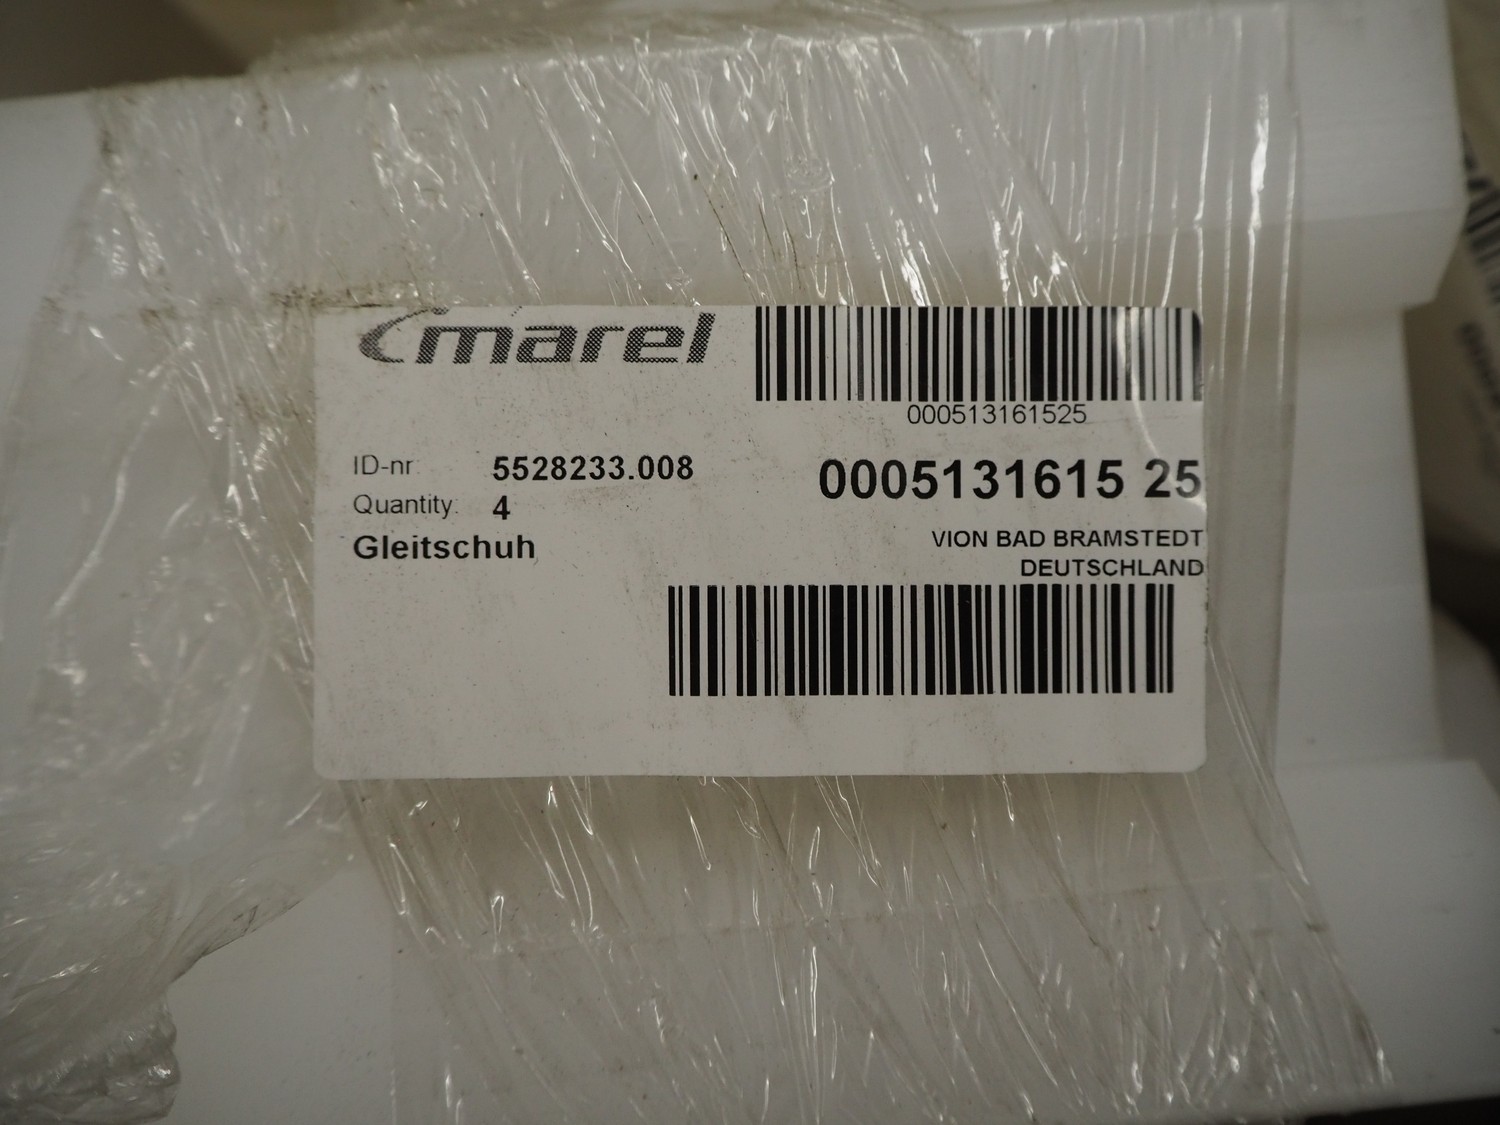 marel
000513161525
ID-nr: 5528233.008
0005131615 25
Quantity: 4
Gleitschuh
VION BAD BRAMSTEDT
DEUTSCHLAND